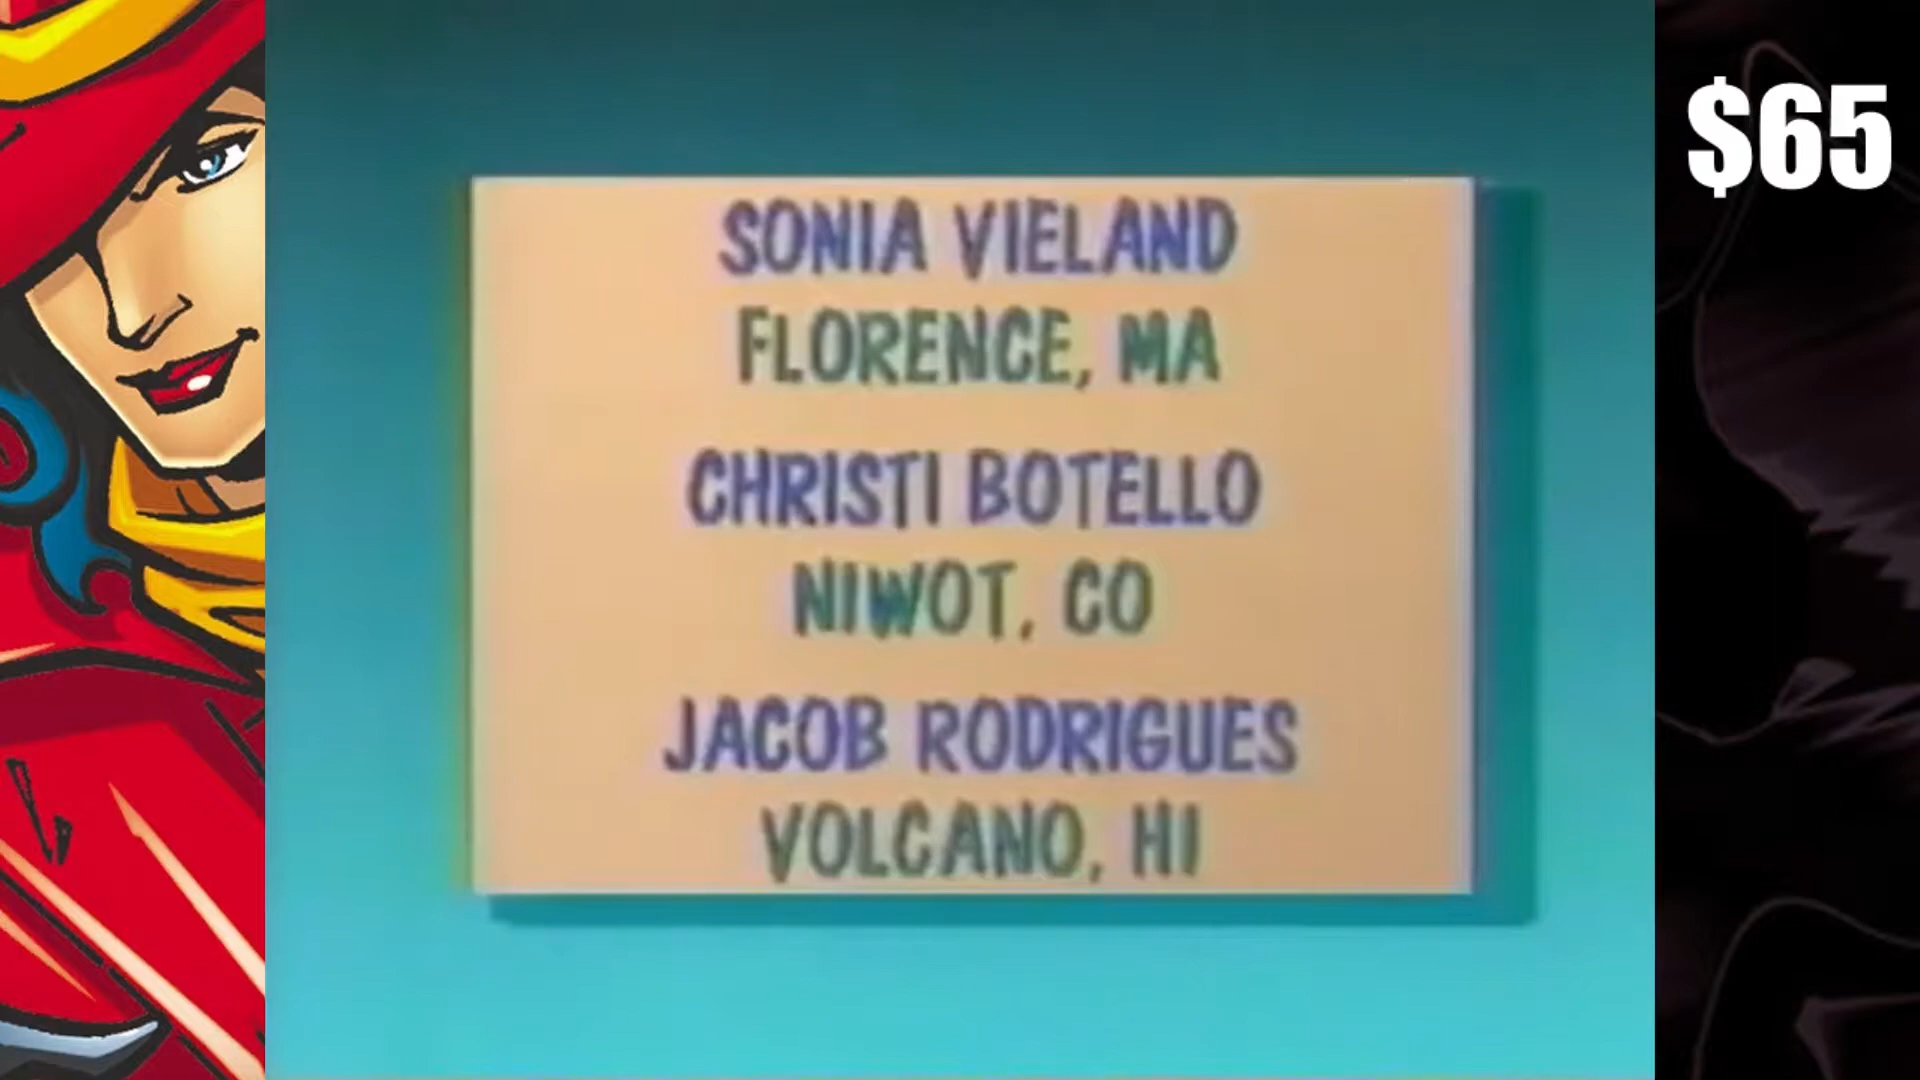 $65
SONIA VIELAND
FLORENCE, MA
CHRISTI BOTELLO
NIWOT, CO
JACOB RODRIGUES
VOLCANO, HI